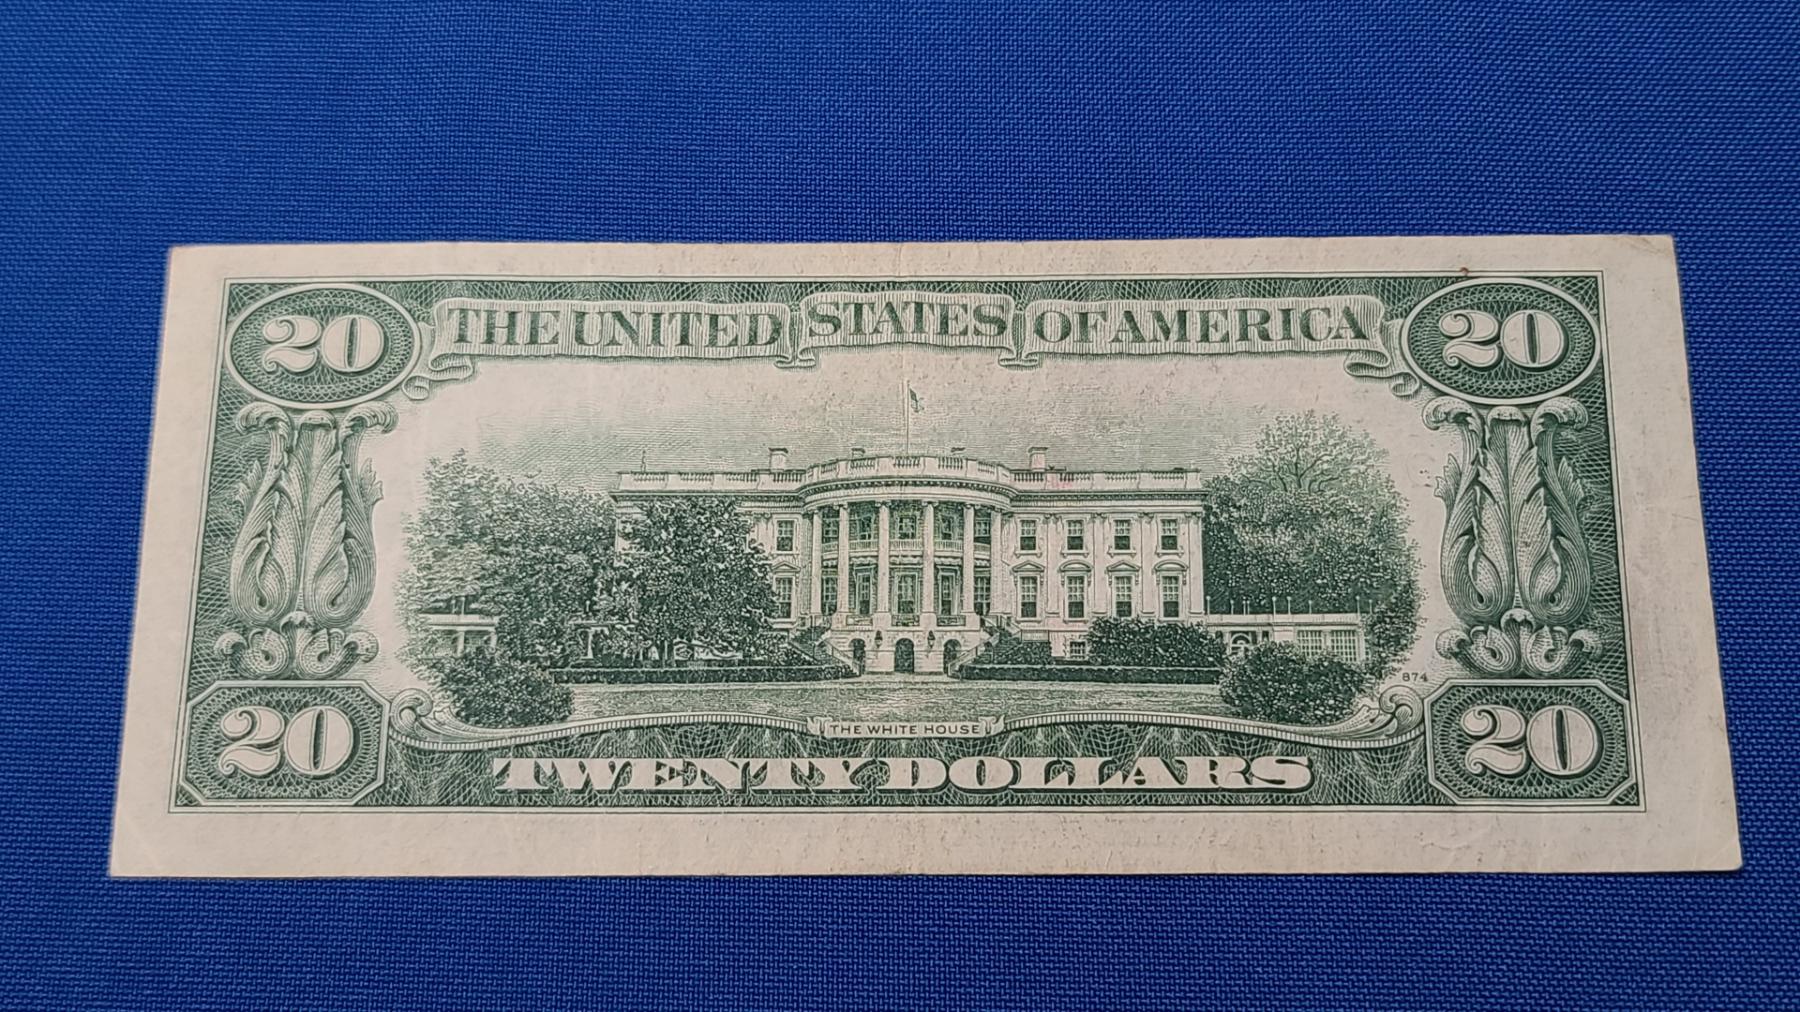 20 THE UNITED STATES OF AMERICA 20
874
THE WHITE HOUSE
20 TWENTY DOLLARS 20